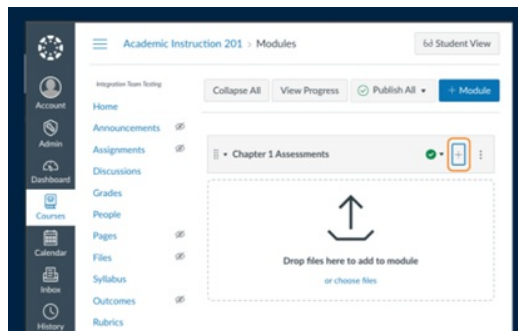 Academic Instruction 201 > Modules
Student View
Integration Team Testing
Collapse All
View Progress
Publish All
+ Module
Account
Admin
Dashboard
Courses
Calendar
Inbox
History
Home
Announcements
Assignments
Discussions
Grades
People
Pages
Files
Syllabus
Outcomes
Rubrics
Chapter 1 Assessments
Drop files here to add to module
or choose files